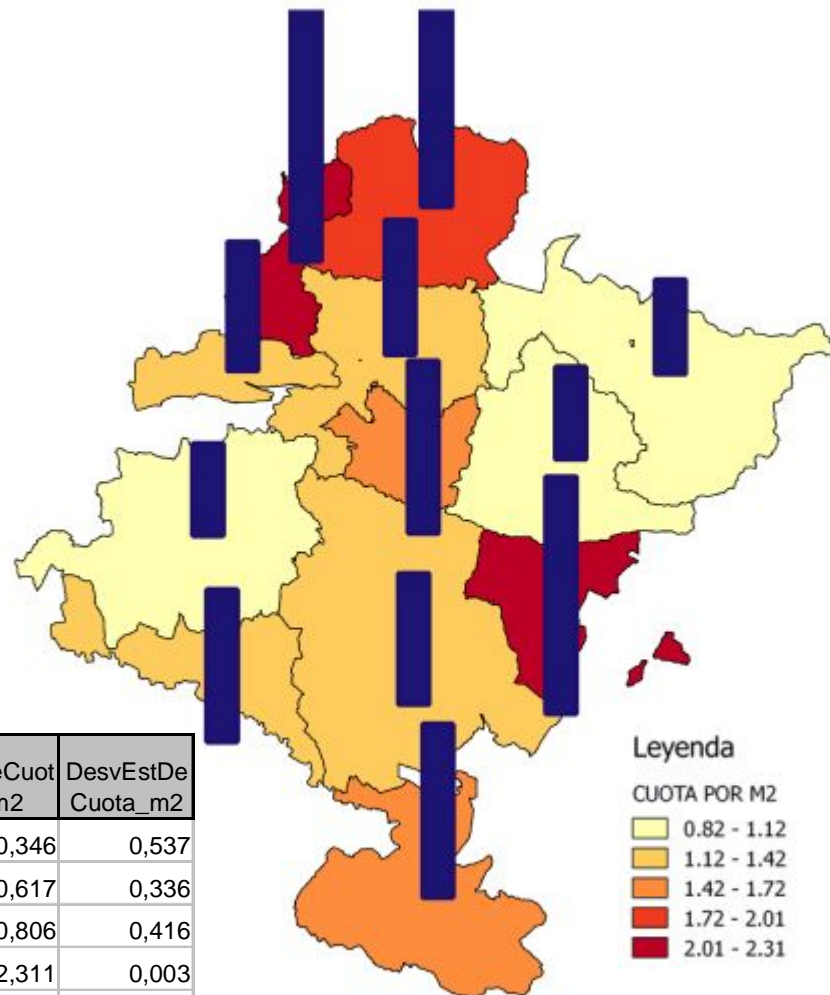 Cuot DesvEstDe
Cuota_m2
0,346 0,537
0,617 0,336
0,806 0,416
2,311 0,003
Leyenda
CUOTA POR M2
0.82 - 1.12
1.12 - 1.42
1.42 - 1.72
1.72 - 2.01
2.01 - 2.31